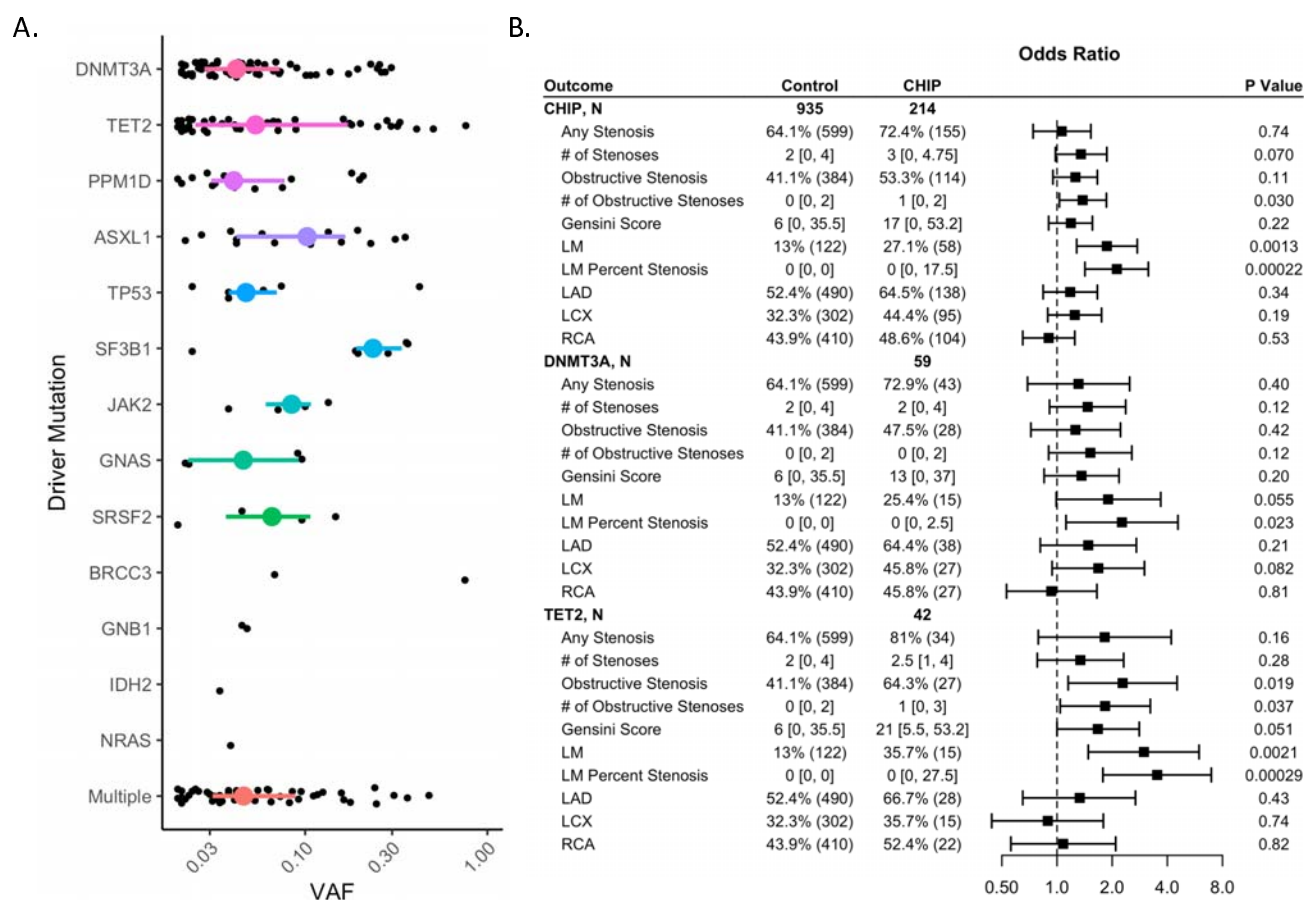 A.
Driver Mutation
DNMT3A
TET2
PPM1D
ASXL1
TP53
SF3B1
JAK2
GNAS
SRSF2
BRCC3
GNB1
IDH2
NRAS
Multiple
0.03 0.10 0.30 1.00
VAF
B.
Odds Ratio
Outcome Control CHIP P Value
CHIP, N 935 214
Any Stenosis 64.1% (599) 72.4% (155) 0.74
# of Stenoses 2 [0, 4] 3 [0, 4.75] 0.070
Obstructive Stenosis 41.1% (384) 53.3% (114) 0.11
# of Obstructive Stenoses 0 [0, 2] 1 [0, 2] 0.030
Gensini Score 6 [0, 35.5] 17 [0, 53.2] 0.22
LM 13% (122) 27.1% (58) 0.0013
LM Percent Stenosis 0 [0, 0] 0 [0, 17.5] 0.00022
LAD 52.4% (490) 64.5% (138) 0.34
LCX 32.3% (302) 44.4% (95) 0.19
RCA 43.9% (410) 48.6% (104) 0.53
DNMT3A, N 59
Any Stenosis 64.1% (599) 72.9% (43) 0.40
# of Stenoses 2 [0, 4] 2 [0, 4] 0.12
Obstructive Stenosis 41.1% (384) 47.5% (28) 0.42
# of Obstructive Stenoses 0 [0, 2] 0 [0, 2] 0.12
Gensini Score 6 [0, 35.5] 13 [0, 37] 0.20
LM 13% (122) 25.4% (15) 0.055
LM Percent Stenosis 0 [0, 0] 0 [0, 2.5] 0.023
LAD 52.4% (490) 64.4% (38) 0.21
LCX 32.3% (302) 45.8% (27) 0.082
RCA 43.9% (410) 45.8% (27) 0.81
TET2, N 42
Any Stenosis 64.1% (599) 81% (34) 0.16
# of Stenoses 2 [0, 4] 2.5 [1, 4] 0.28
Obstructive Stenosis 41.1% (384) 64.3% (27) 0.019
# of Obstructive Stenoses 0 [0, 2] 1 [0, 3] 0.037
Gensini Score 6 [0, 35.5] 21 [5.5, 53.2] 0.051
LM 13% (122) 35.7% (15) 0.0021
LM Percent Stenosis 0 [0, 0] 0 [0, 27.5] 0.00029
LAD 52.4% (490) 66.7% (28) 0.43
LCX 32.3% (302) 35.7% (15) 0.74
RCA 43.9% (410) 52.4% (22) 0.82
0.50 1.0 2.0 4.0 8.0